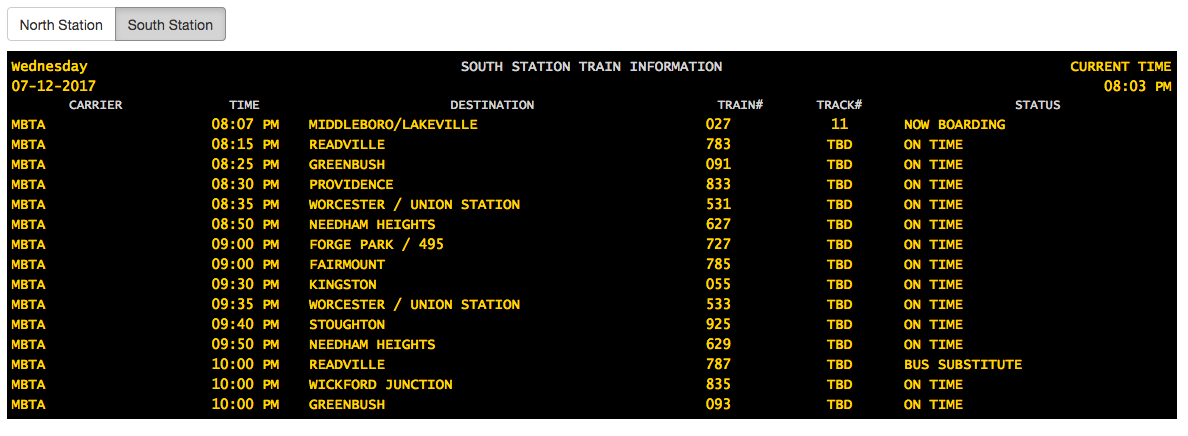 North Station South Station
Wednesday SOUTH STATION TRAIN INFORMATION CURRENT TIME
07-12-2017 08:03 PM
CARRIER TIME DESTINATION TRAIN# TRACK# STATUS
MBTA 08:07 PM MIDDLEBORO/LAKEVILLE 027 11 NOW BOARDING
MBTA 08:15 PM READVILLE 783 TBD ON TIME
MBTA 08:25 PM GREENBUSH 091 TBD ON TIME
MBTA 08:30 PM PROVIDENCE 833 TBD ON TIME
MBTA 08:35 PM WORCESTER / UNION STATION 531 TBD ON TIME
MBTA 08:50 PM NEEDHAM HEIGHTS 627 TBD ON TIME
MBTA 09:00 PM FORGE PARK / 495 727 TBD ON TIME
MBTA 09:00 PM FAIRMOUNT 785 TBD ON TIME
MBTA 09:30 PM KINGSTON 055 TBD ON TIME
MBTA 09:35 PM WORCESTER / UNION STATION 533 TBD ON TIME
MBTA 09:40 PM STOUGHTON 925 TBD ON TIME
MBTA 09:50 PM NEEDHAM HEIGHTS 629 TBD ON TIME
MBTA 10:00 PM READVILLE 787 TBD BUS SUBSTITUTE
MBTA 10:00 PM WICKFORD JUNCTION 835 TBD ON TIME
MBTA 10:00 PM GREENBUSH 093 TBD ON TIME